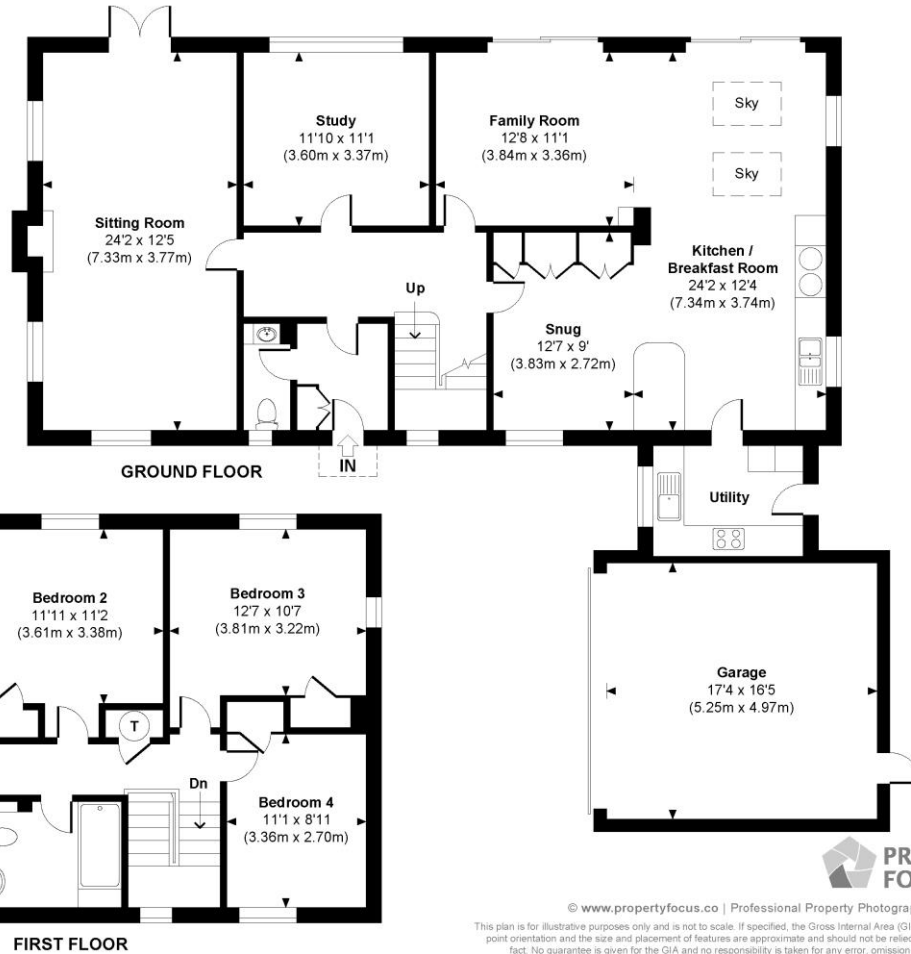 Study
11'10 x 11'1
(3.60m x 3.37m)
Family Room
12'8 x 11'1
(3.84m x 3.36m)
Sky
Sky
Sitting Room
24'2 x 12'5
(7.33m x 3.77m)
Kitchen /
Breakfast Room
24'2 x 12'4
(7.34m x 3.74m)
Up
Snug
12'7 x 9'
(3.83m x 2.72m)
GROUND FLOOR
IN
Utility
Bedroom 2
11'11 x 11'2
(3.61m x 3.38m)
Bedroom 3
12'7 x 10'7
(3.81m x 3.22m)
T
Dn
Bedroom 4
11'1 x 8'11
(3.36m x 2.70m)
Garage
17'4 x 16'5
(5.25m x 4.97m)
FIRST FLOOR
PR
FO
© www.propertyfocus.co | Professional Property Photograp
This plan is for illustrative purposes only and is not to scale. If specified, the Gross Internal Area (GI
point orientation and the size and placement of features are approximate and should not be relied
fact. No guarantee is given for the GIA and no responsibility is taken for any error, omission